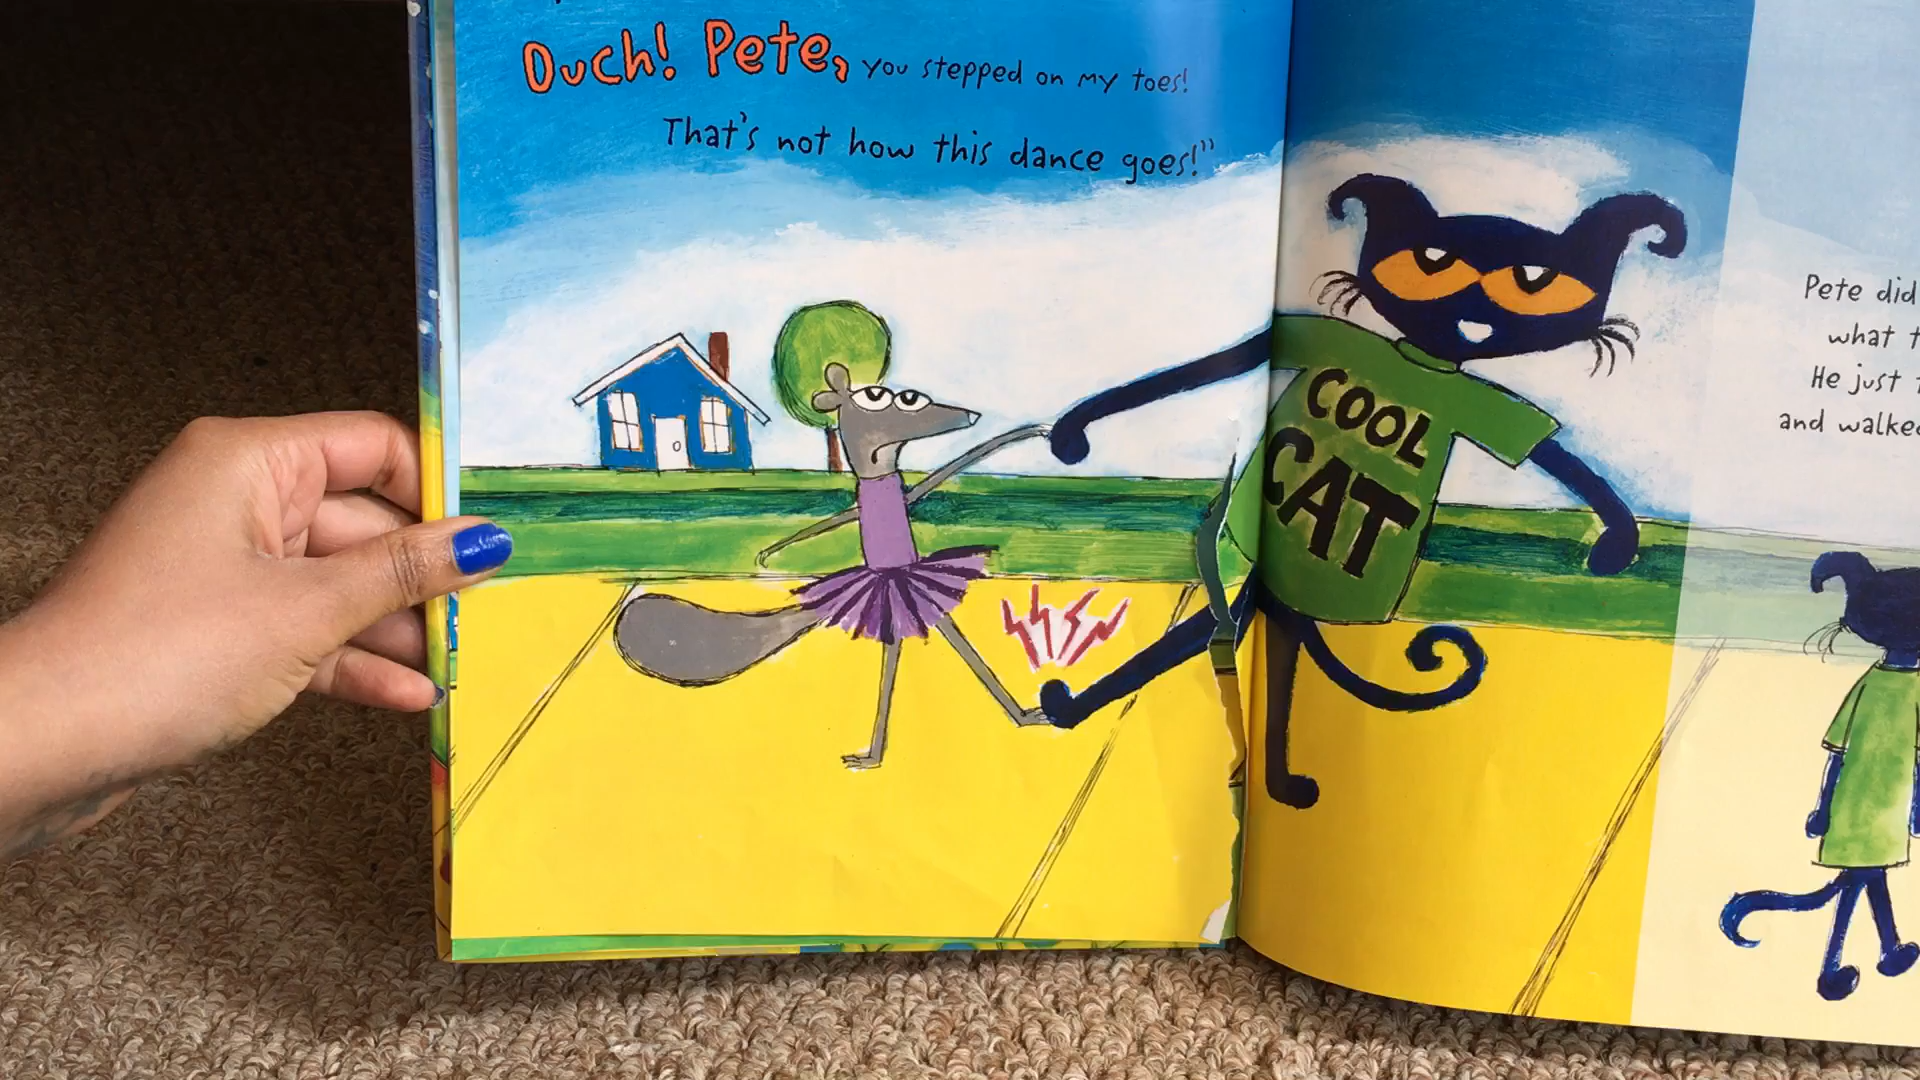 Ouch! Pete, you stepped on my toes!
That's not how this dance goes!"
COOL
CAT
Pete did
what
He just
and walked